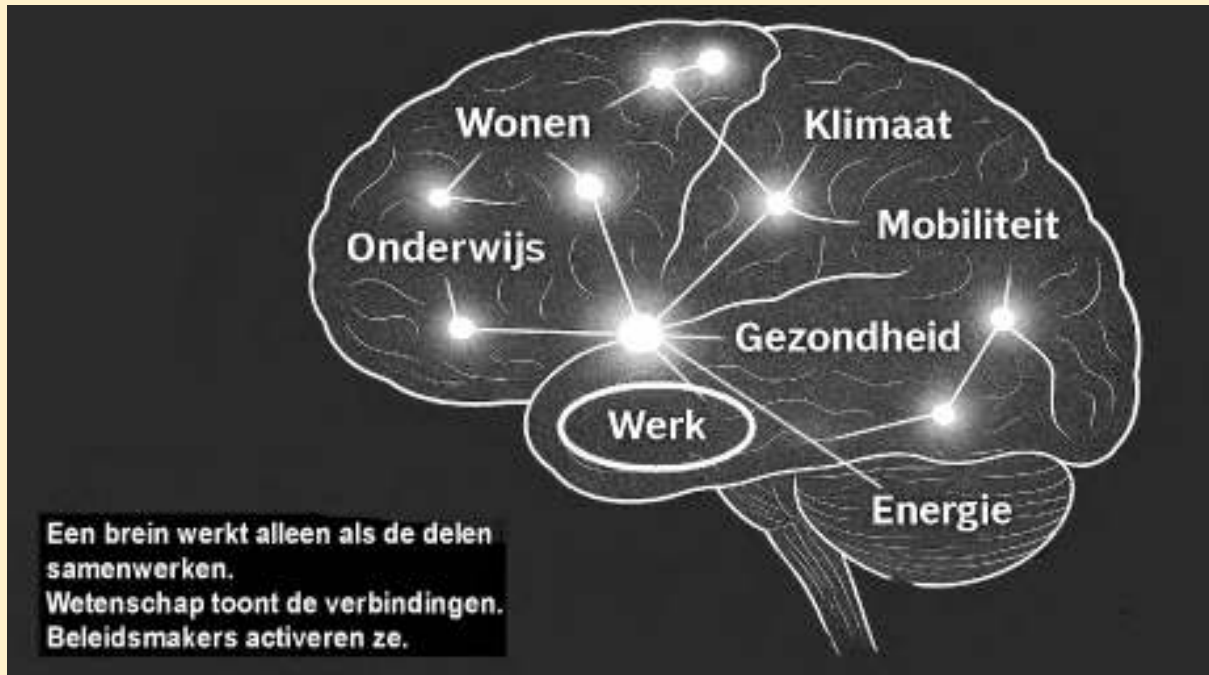 Wonen
Klimaat
Mobiliteit
Onderwijs
Gezondheid
Werk
Energie
Een brein werkt alleen als de delen
samenwerken.
Wetenschap toont de verbindingen.
Beleidsmakers activeren ze.